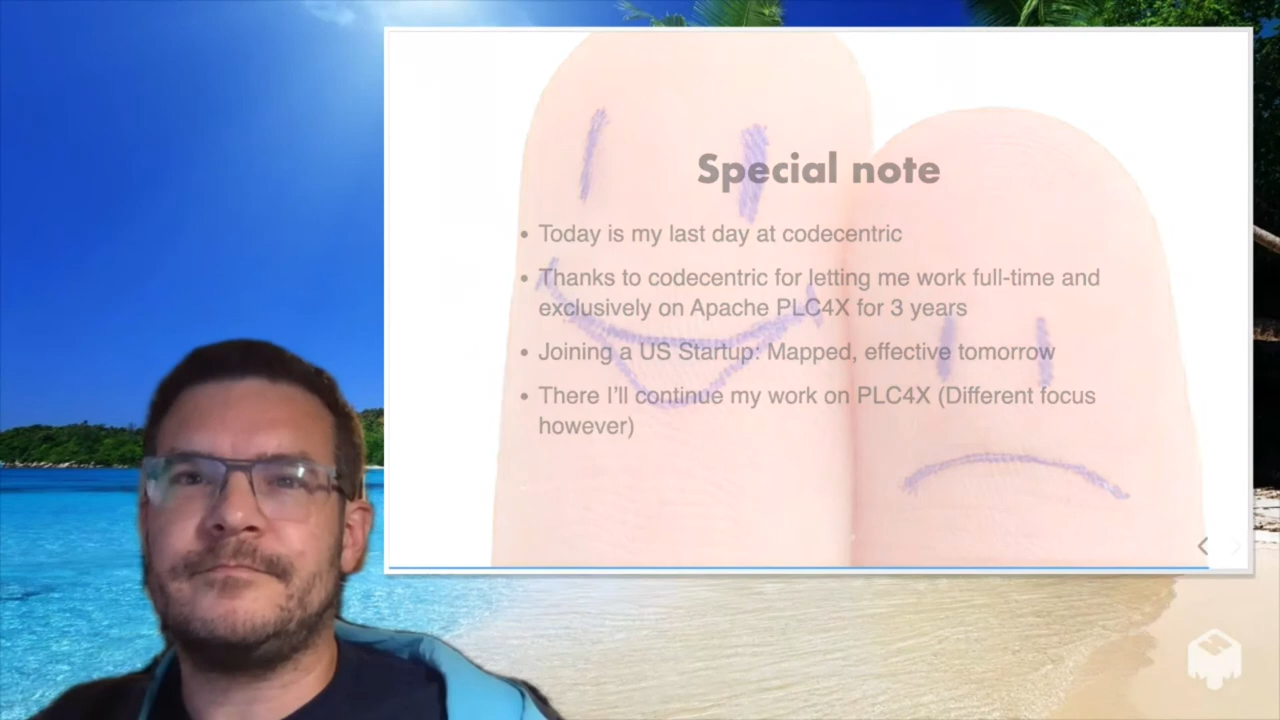 Special note
• Today is my last day at codecentric
• Thanks to codecentric for letting me work full-time and
exclusively on Apache PLC4X for 3 years
• Joining a US Startup: Mapped, effective tomorrow
• There I’ll continue my work on PLC4X (Different focus
however)